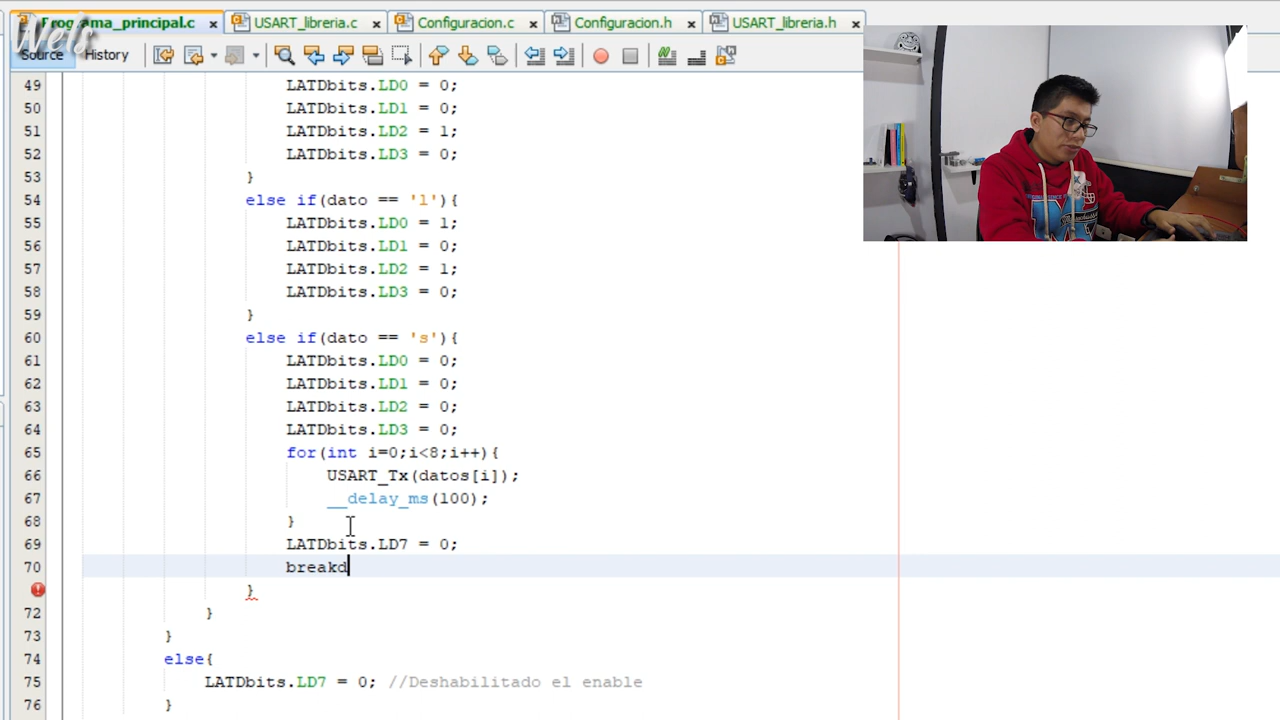 Programa_principal.c USART_libreria.c Configuracion.c Configuracion.h USART_libreria.h
Wels
Source History
49 LATDbits.LD0 = 0;
50 LATDbits.LD1 = 0;
51 LATDbits.LD2 = 1;
52 LATDbits.LD3 = 0;
53 }
54 else if(dato == 'l'){
55 LATDbits.LD0 = 1;
56 LATDbits.LD1 = 0;
57 LATDbits.LD2 = 1;
58 LATDbits.LD3 = 0;
59 }
60 else if(dato == 's'){
61 LATDbits.LD0 = 0;
62 LATDbits.LD1 = 0;
63 LATDbits.LD2 = 0;
64 LATDbits.LD3 = 0;
65 for(int i=0;i<8;i++){
66 USART_Tx(datos[i]);
67 __delay_ms(100);
68 }
69 LATDbits.LD7 = 0;
70 breakd
}
72 }
73 }
74 else{
75 LATDbits.LD7 = 0; //Deshabilitado el enable
76 }